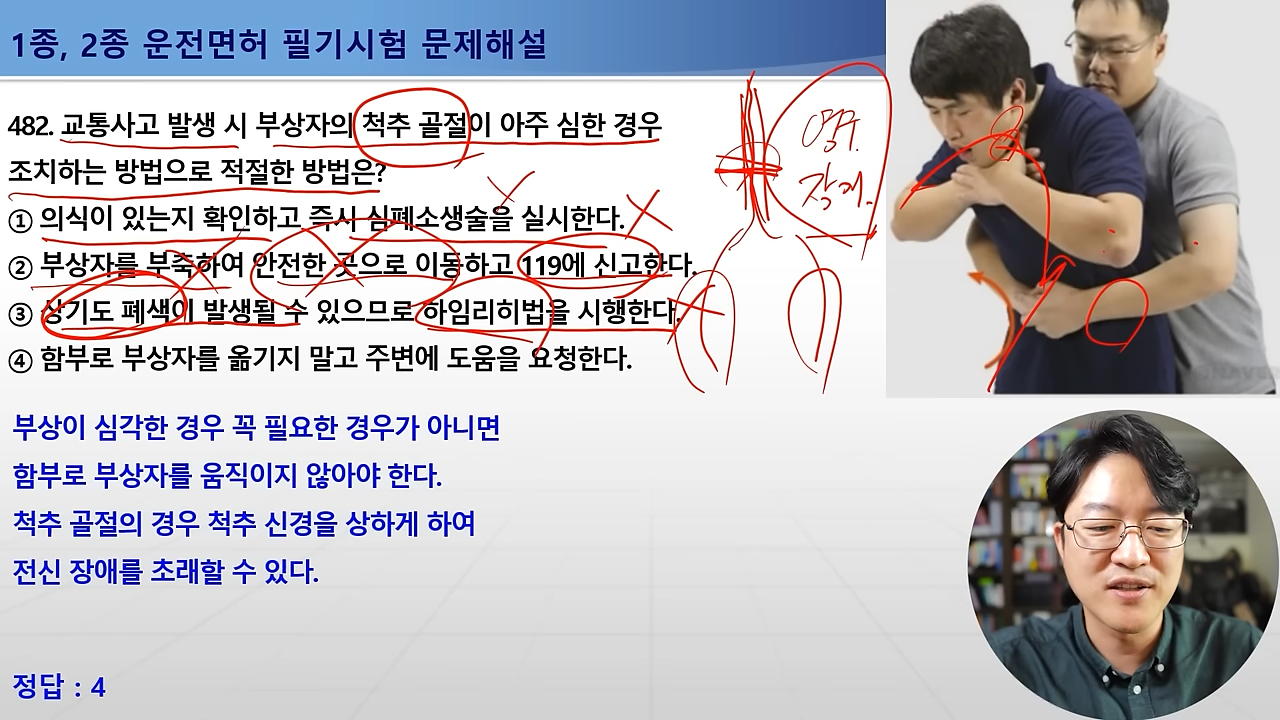 1종, 2종 운전면허 필기시험 문제해설
482. 교통사고 발생 시 부상자의 척추 골절이 아주 심한 경우
조치하는 방법으로 적절한 방법은?
① 의식이 있는지 확인하고 즉시 심폐소생술을 실시한다.
② 부상자를 부축하여 안전한 곳으로 이동하고 119에 신고한다.
③ 상기도 폐색이 발생될 수 있으므로 하임리히법을 시행한다.
④ 함부로 부상자를 옮기지 말고 주변에 도움을 요청한다.
영구
장애.
부상이 심각한 경우 꼭 필요한 경우가 아니면
함부로 부상자를 움직이지 않아야 한다.
척추 골절의 경우 척추 신경을 상하게 하여
전신 장애를 초래할 수 있다.
정답 : 4